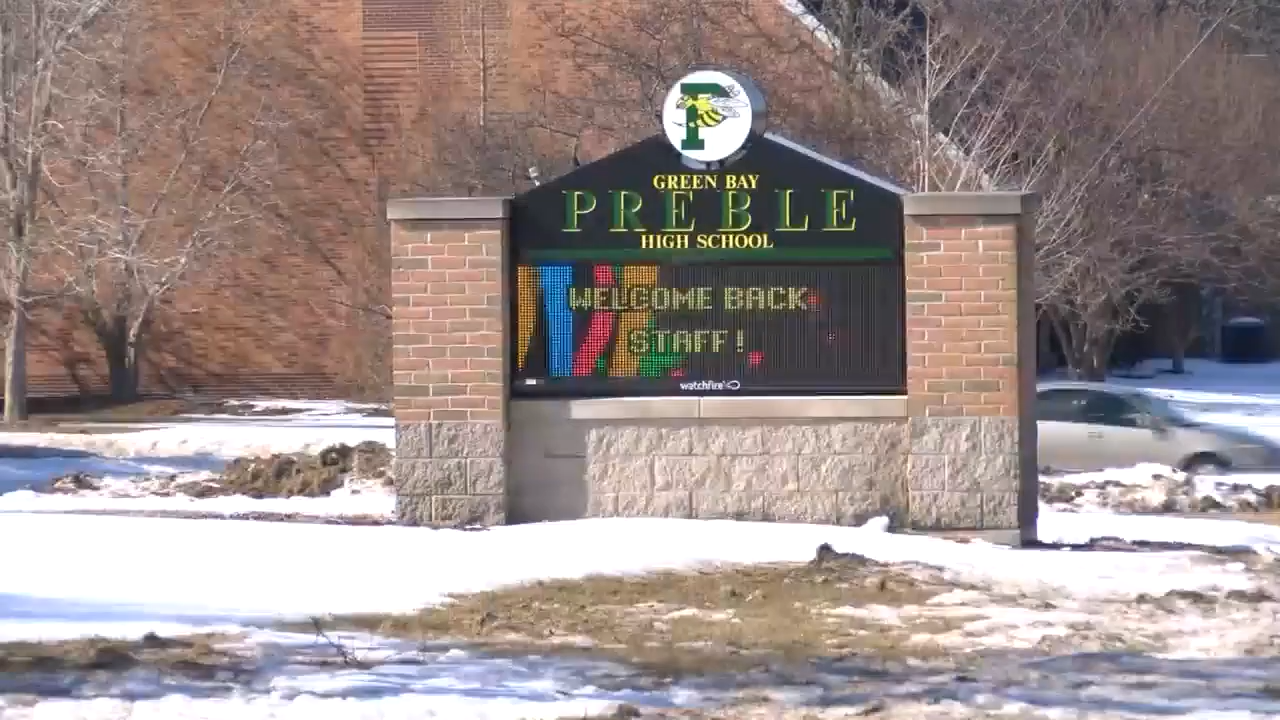 P
GREEN BAY
PREBLE
HIGH SCHOOL
WELCOME BACK
STAFF!
watchfire